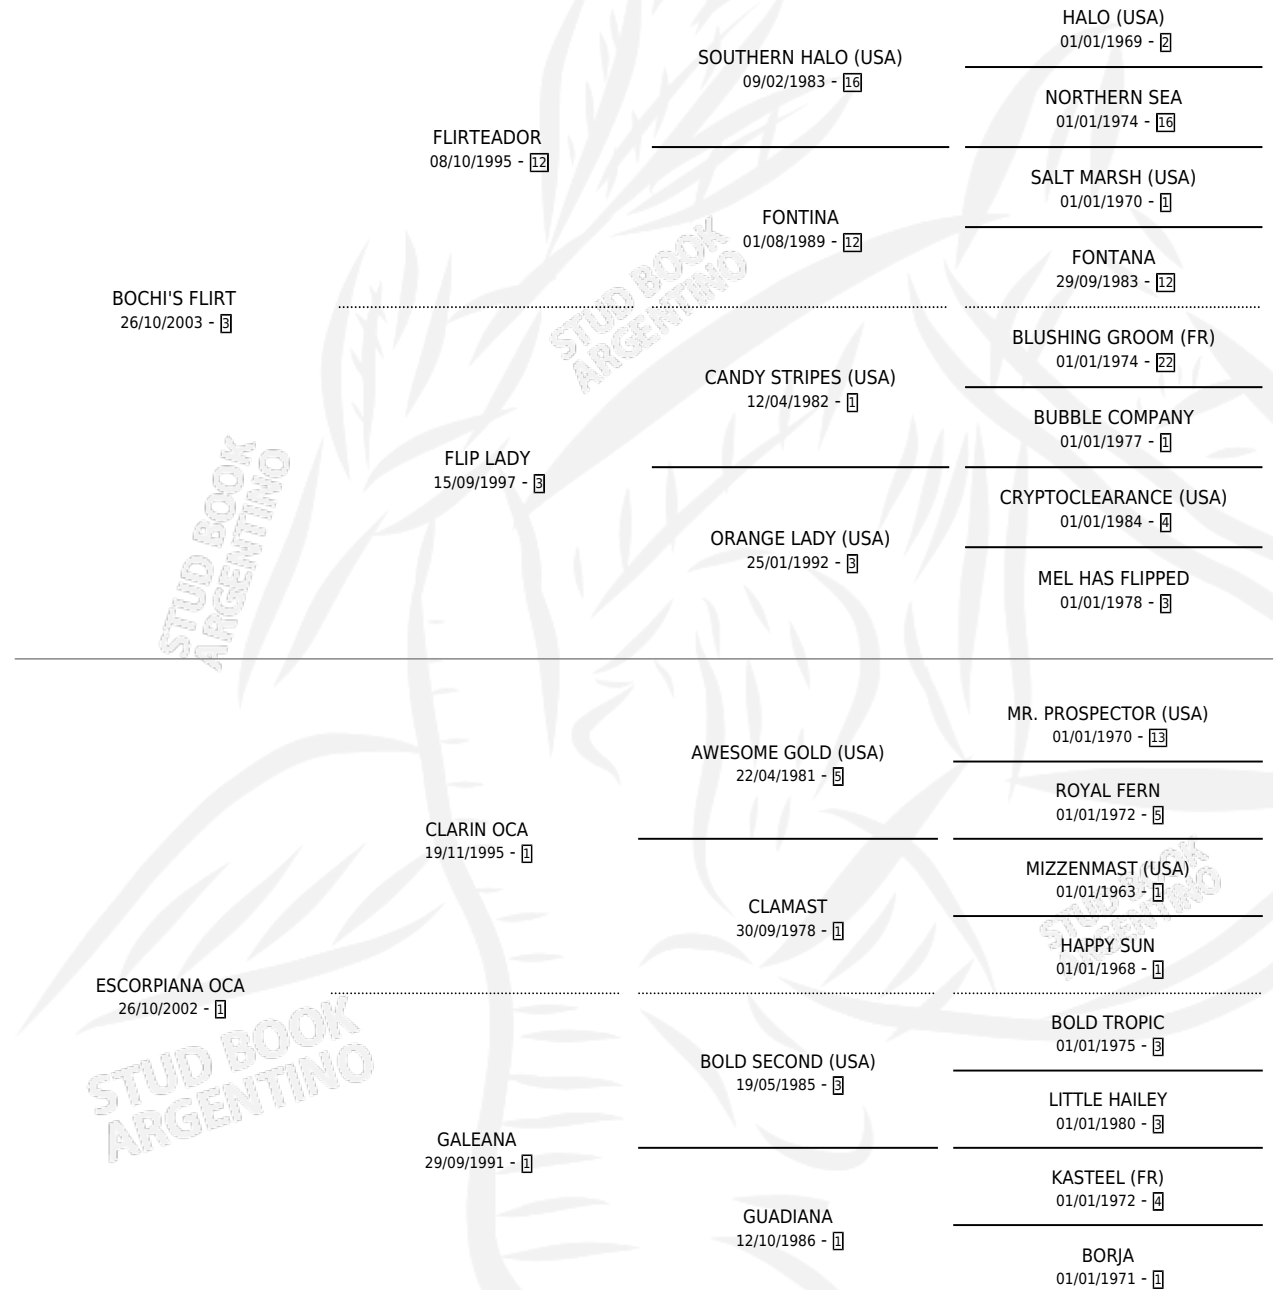 HALO (USA)
01/01/1969 - 2
SOUTHERN HALO (USA)
09/02/1983 - 16
NORTHERN SEA
01/01/1974 - 16
FLIRTEADOR
08/10/1995 - 12
SALT MARSH (USA)
01/01/1970 - 1
FONTINA
01/08/1989 - 12
FONTANA
29/09/1983 - 12
BOCHI'S FLIRT
26/10/2003 - 3
BLUSHING GROOM (FR)
01/01/1974 - 22
CANDY STRIPES (USA)
12/04/1982 - 1
BUBBLE COMPANY
01/01/1977 - 1
FLIP LADY
15/09/1997 - 3
CRYPTOCLEARANCE (USA)
01/01/1984 - 4
ORANGE LADY (USA)
25/01/1992 - 3
MEL HAS FLIPPED
01/01/1978 - 3
MR. PROSPECTOR (USA)
01/01/1970 - 13
AWESOME GOLD (USA)
22/04/1981 - 5
ROYAL FERN
01/01/1972 - 5
CLARIN OCA
19/11/1995 - 1
MIZZENMAST (USA)
01/01/1963 - 1
CLAMAST
30/09/1978 - 1
HAPPY SUN
01/01/1968 - 1
ESCORPIANA OCA
26/10/2002 - 1
BOLD TROPIC
01/01/1975 - 3
BOLD SECOND (USA)
19/05/1985 - 3
LITTLE HAILEY
01/01/1980 - 3
GALEANA
29/09/1991 - 1
KASTEEL (FR)
01/01/1972 - 4
GUADIANA
12/10/1986 - 1
BORJA
01/01/1971 - 1
STUD BOOK
ARGENTINO
STUD BOOK
ARGENTINO
STUD BOOK
ARGENTINO
STUD BOOK
ARGENTINO